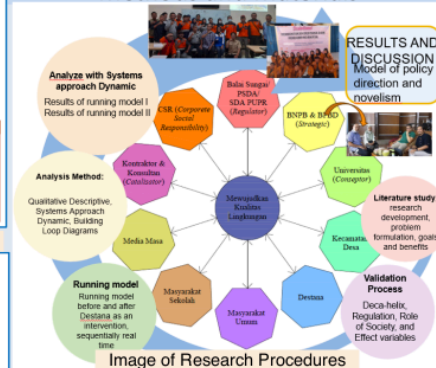 RESULTS AND
DISCUSSION
Model of policy
direction and
novelism
Analyze with Systems
approach Dynamic
Results of running model I
Results of running model II
CSR (Corporate
Social
Responsibility)
Balai Sungai/
PSDA/
SDA PUPR
(Regulator)
BNPB & BPBD
(Strategic)
Kontraktor &
Konsultan
(Catalisator)
Universitas
(Conseptor)
Analysis Method:
Qualitative Descriptive,
Systems Approach
Dynamic, Building
Loop Diagrams
Mewujudkan
Kualitas
Lingkungan
Literature study:
research
development,
problem
formulation, goals
and benefits
Media Masa
Kecamatan
Desa
Running model
Running model
before and after
Destana as an
intervention,
sequentially real
time
Masyarakat
Sekolah
Masyarakat
Umum
Destana
Validation
Process
Deca-helix,
Regulation, Role
of Society, and
Effect variables
Image of Research Procedures